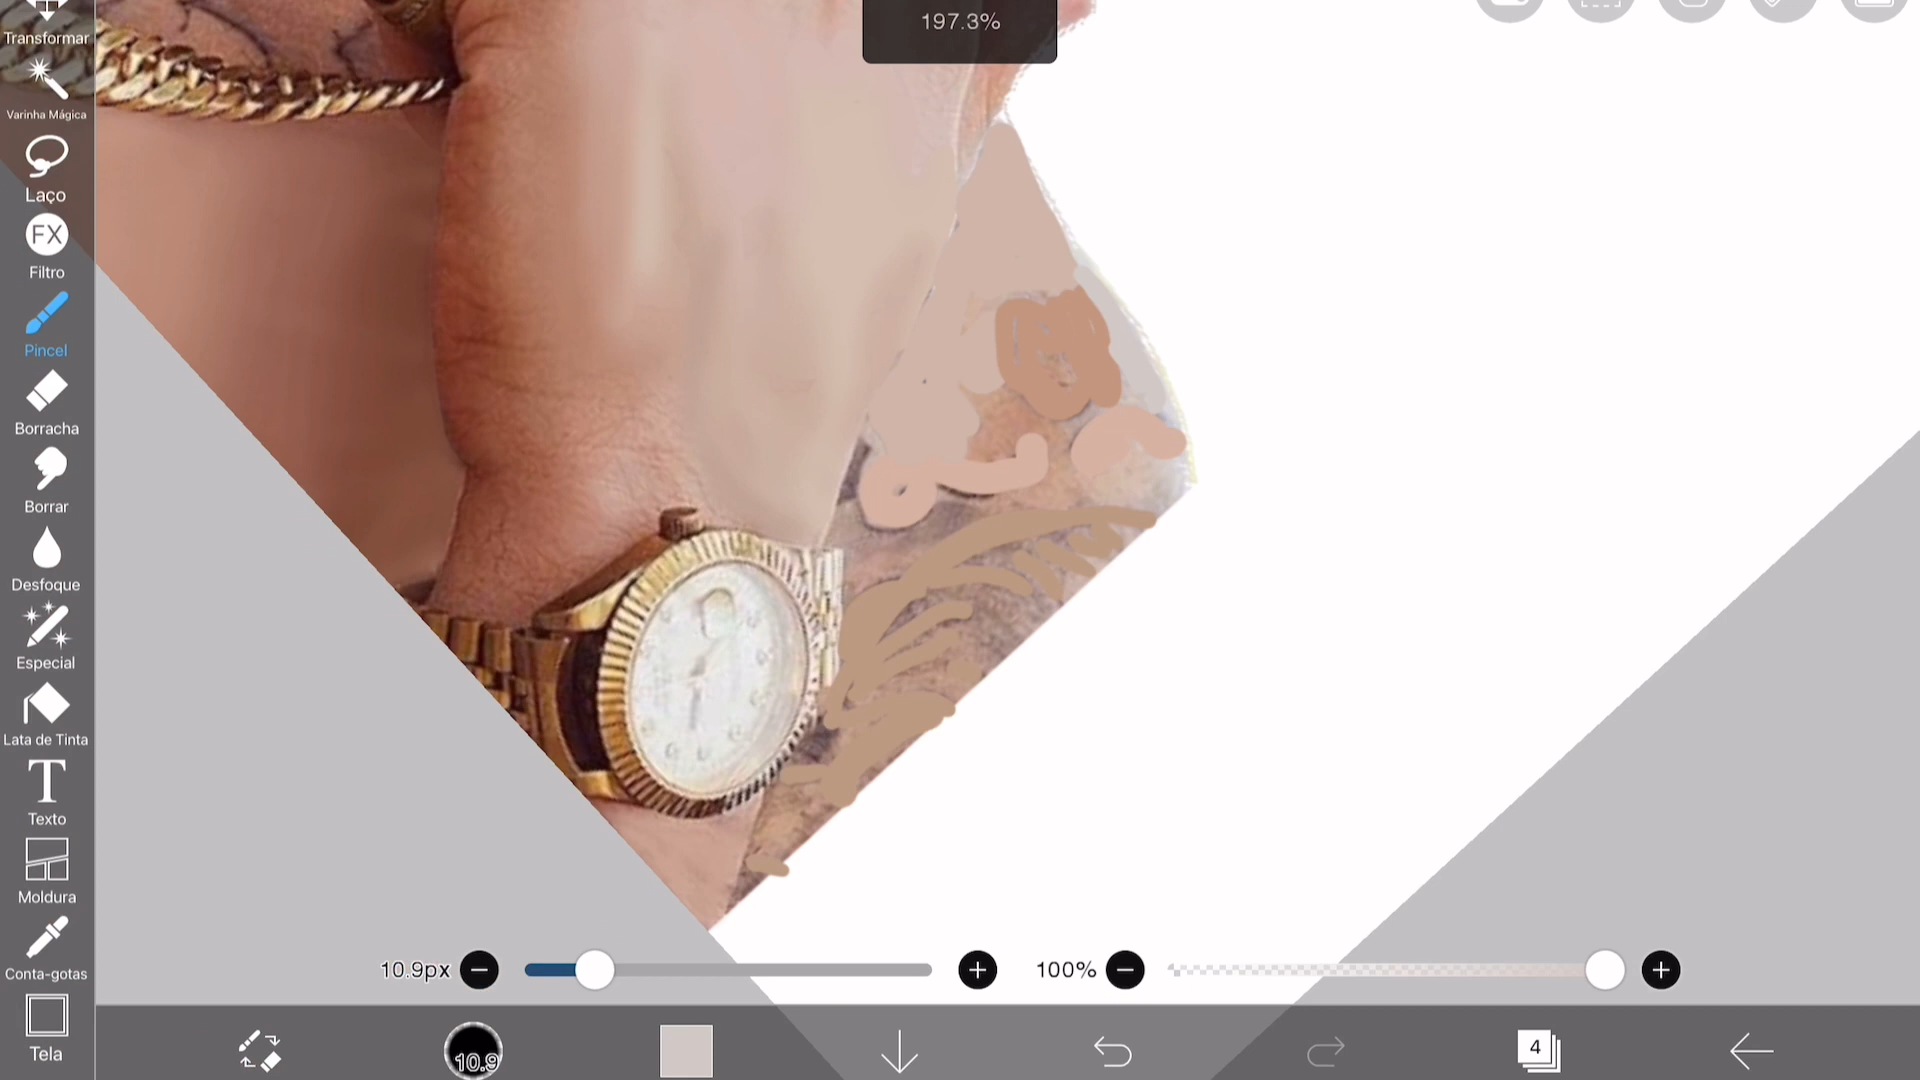 197.3%
Transformar
Varinha Mágica
Laço
FX
Filtro
Pincel
Borracha
Borrar
Desfoque
Especial
Lata de Tinta
T
Texto
Moldura
Conta-gotas
Tela
10.9px
100%
10.9
4